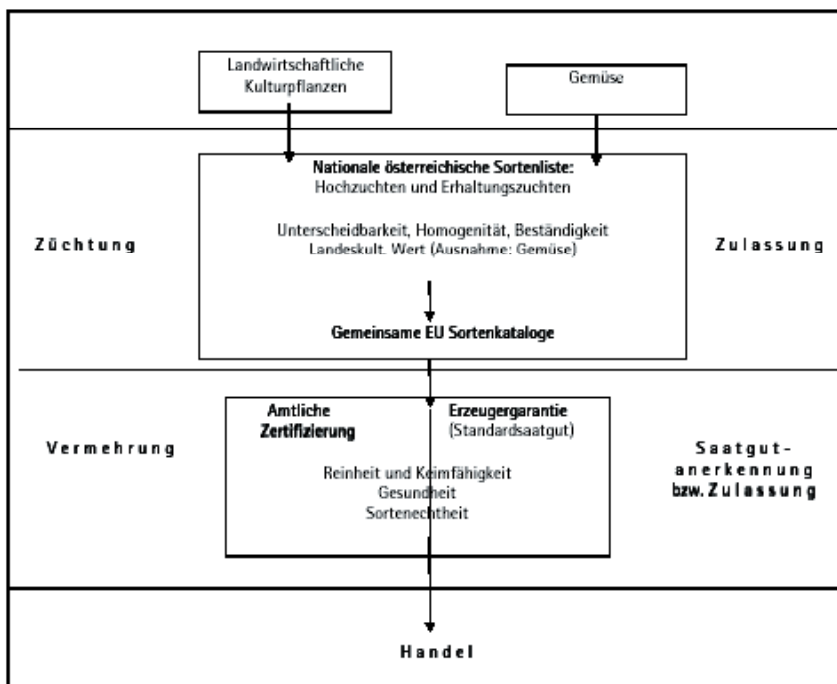 Landwirtschaftliche
Kulturpflanzen
Gemüse
Nationale österreichische Sortenliste:
Hochzuchten und Erhaltungszuchten
Unterscheidbarkeit, Homogenität, Beständigkeit
Landeskult. Wert (Ausnahme: Gemüse)
Züchtung
Zulassung
Gemeinsame EU Sortenkataloge
Amtliche
Zertifizierung
Erzeugergarantie
(Standardsaatgut)
Vermehrung
Reinheit und Keimfähigkeit
Gesundheit
Sortenechtheit
Saatgut-
anerkennung
bzw. Zulassung
Handel